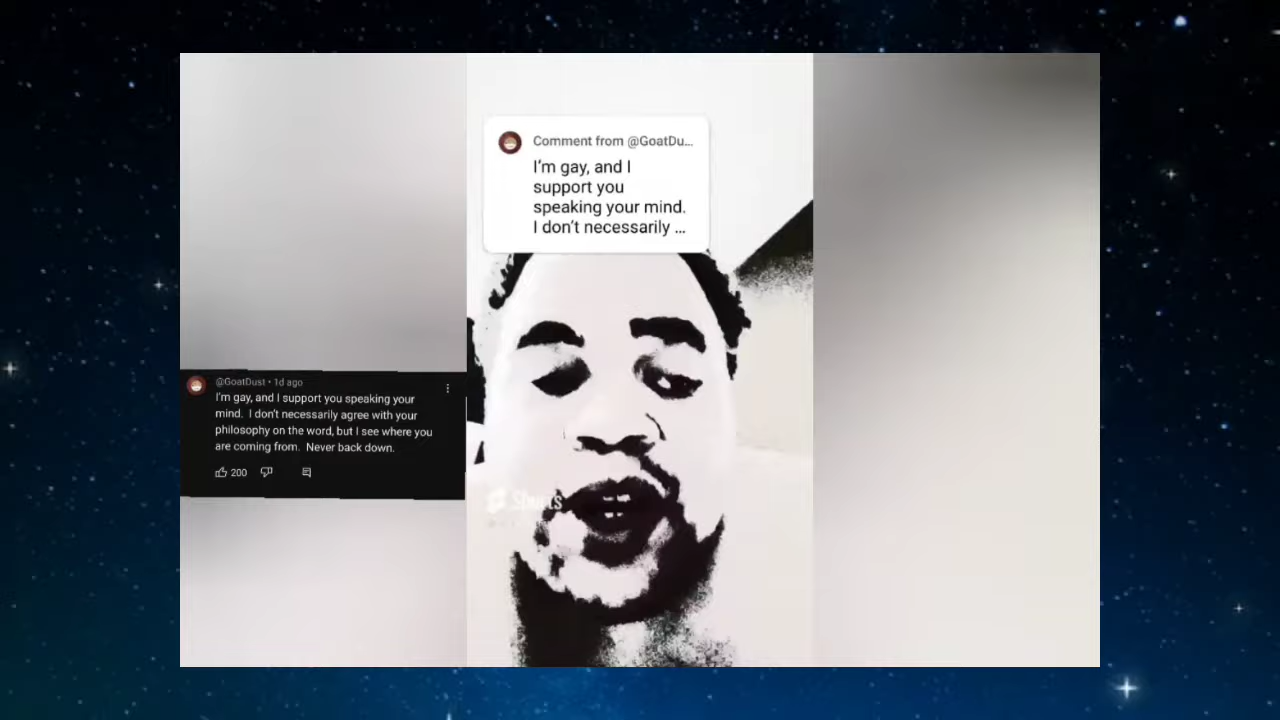 Comment from @GoatDu...
I'm gay, and I
support you
speaking your mind.
I don't necessarily ...
@GoatDust • 1d ago
I'm gay, and I support you speaking your
mind. I don't necessarily agree with your
philosophy on the word, but I see where you
are coming from. Never back down.
200
Shorts